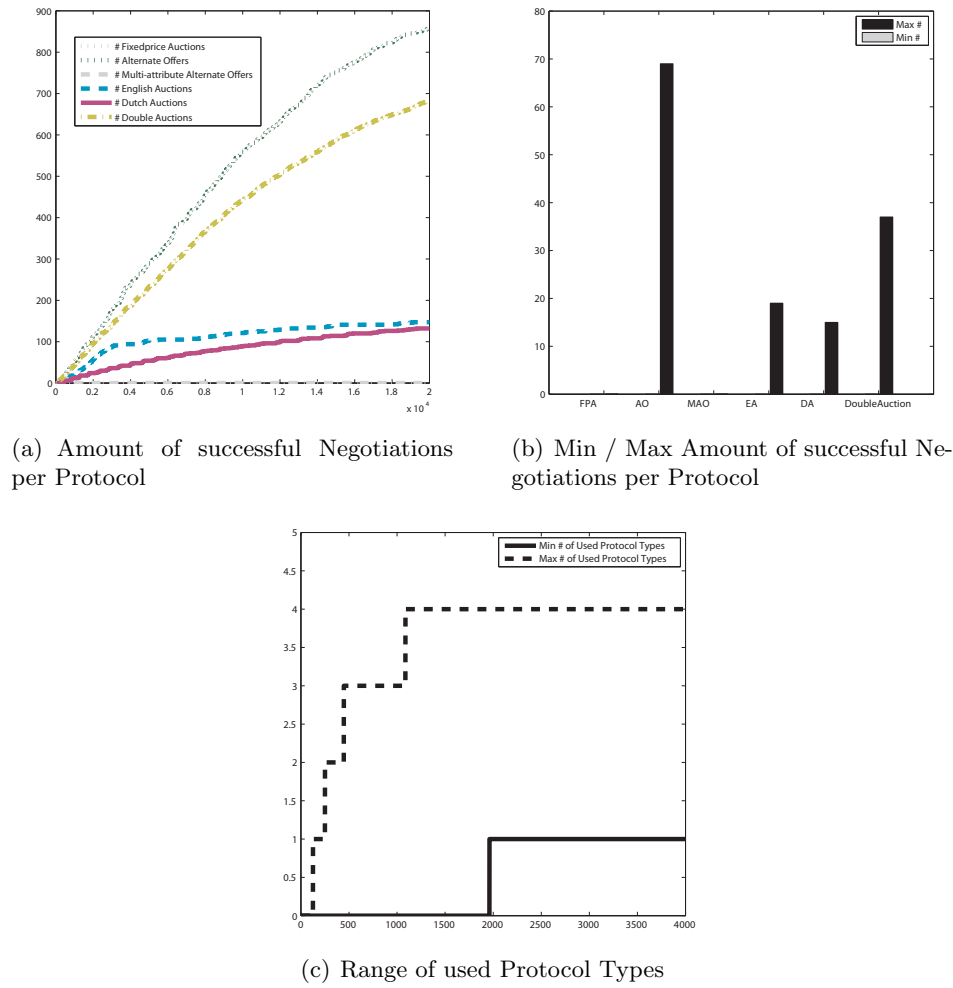 900
800
700
600
500
400
300
200
100
0
# Fixedprice Auctions
# Alternate Offers
# Multi-attribute Alternate Offers
# English Auctions
# Dutch Auctions
# Double Auctions
0 0.2 0.4 0.6 0.8 1 1.2 1.4 1.6 1.8 2
x 10 4
(a) Amount of successful Negotiations
per Protocol
80
70
60
50
40
30
20
10
0
Max #
Min #
FPA AO MAO EA DA DoubleAuction
(b) Min / Max Amount of successful Ne-
gotiations per Protocol
5
4.5
4
3.5
3
2.5
2
1.5
1
0.5
0
Min # of Used Protocol Types
Max # of Used Protocol Types
0 500 1000 1500 2000 2500 3000 3500 4000
(c) Range of used Protocol Types